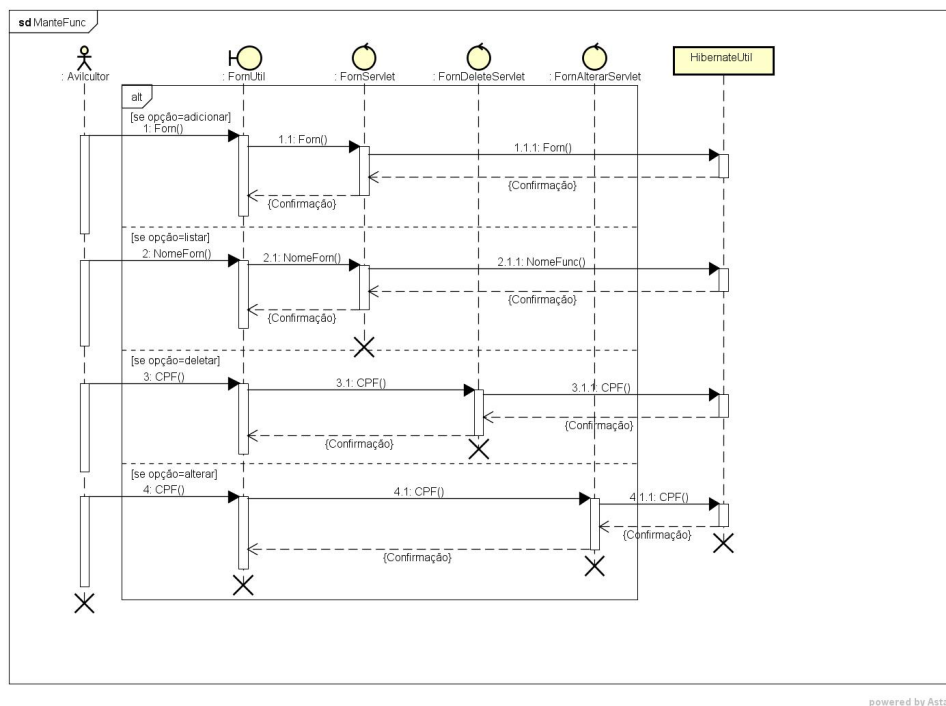 sd ManteFunc
: Avilcultor
: FornUtil
: FornServlet
: FornDeleteServlet
: FornAlterarServlet
HibernateUtil
alt
[se opção=adicionar]
1: Forn()
1.1: Forn()
1.1.1: Forn()
{Confirmação}
{Confirmação}
[se opção=listar]
2: NomeForn()
2.1: NomeForn()
2.1.1: NomeFunc()
{Confirmação}
{Confirmação}
[se opção=deletar]
3: CPF()
3.1: CPF()
3.1.1: CPF()
{Confirmação}
{Confirmação}
[se opção=alterar]
4: CPF()
4.1: CPF()
4.1.1: CPF()
{Confirmação}
{Confirmação}
powered by Asta